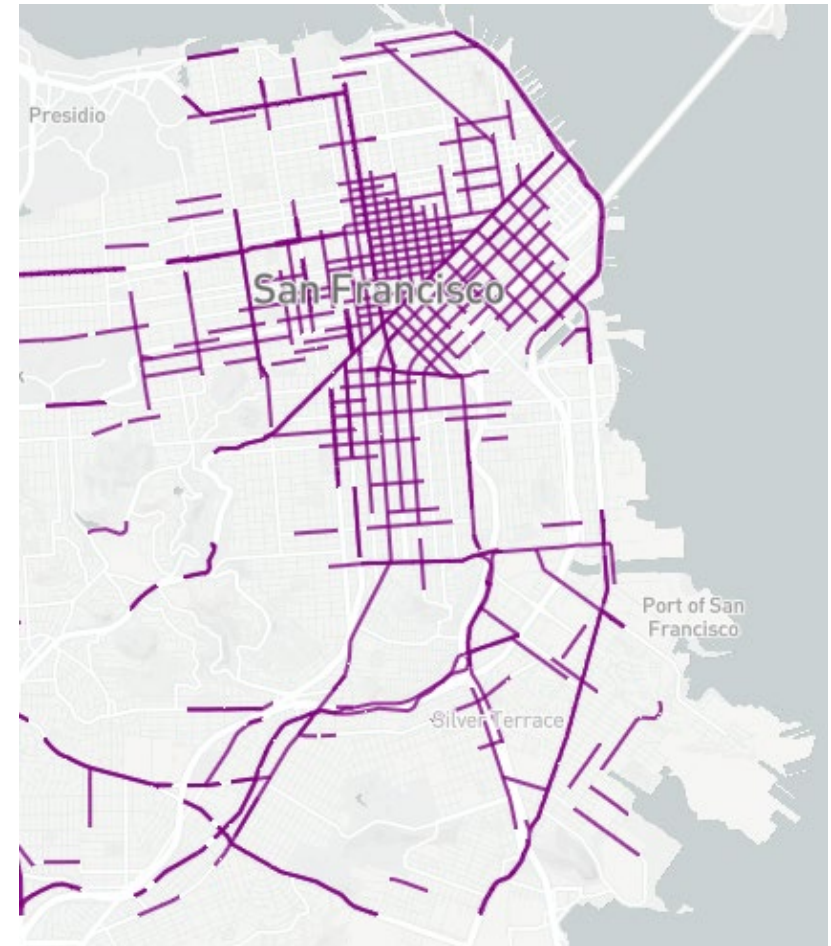 Presidio
San Francisco
Port of San
Francisco
Silver Terrace